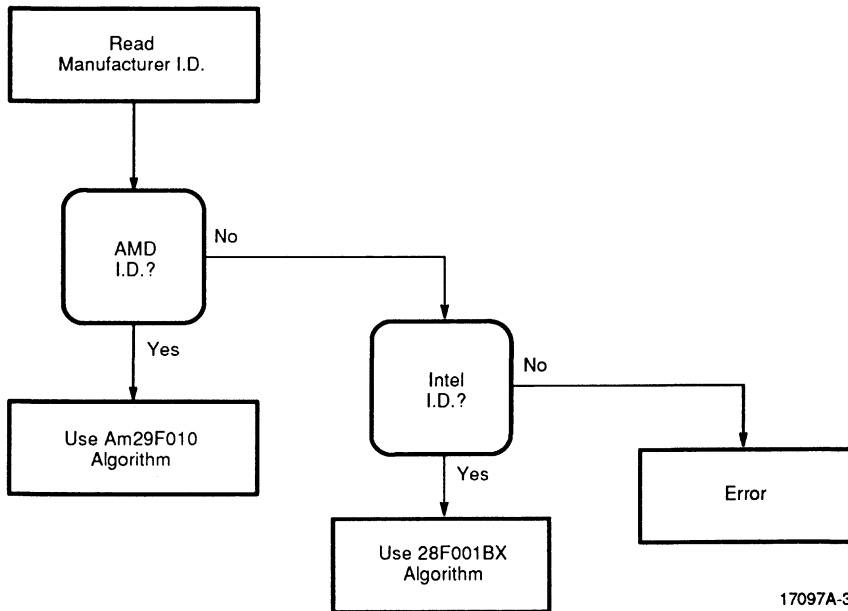 Read
Manufacturer I.D.
AMD
I.D.?
No
Yes
Use Am29F010
Algorithm
Intel
I.D.?
No
Yes
Use 28F001BX
Algorithm
Error
17097A-3